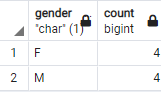 gender count
"char" (1) bigint
1 F 4
2 M 4